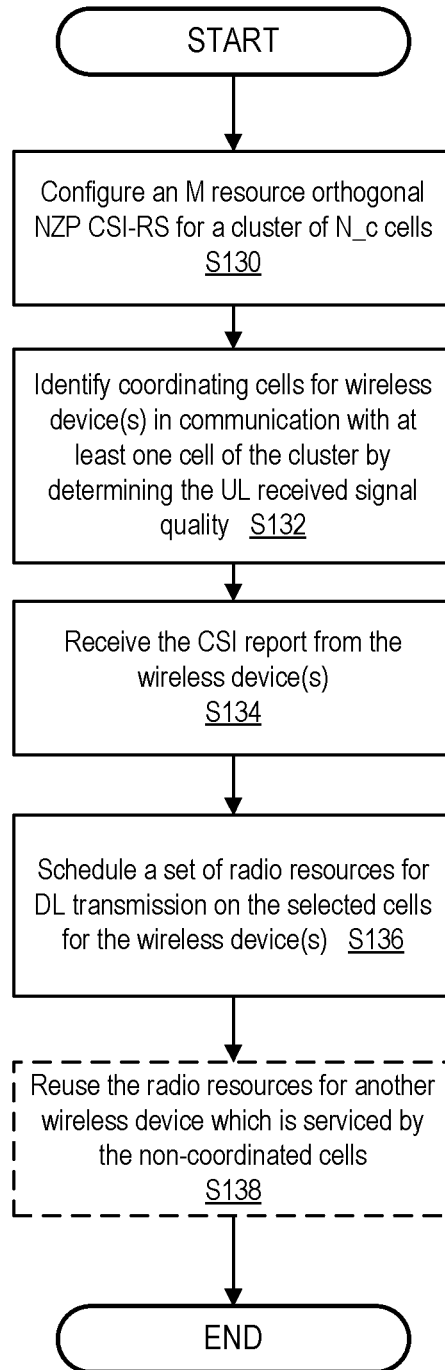 START
Configure an M resource orthogonal
NZP CSI-RS for a cluster of N_c cells
S130
Identify coordinating cells for wireless
device(s) in communication with at
least one cell of the cluster by
determining the UL received signal
quality S132
Receive the CSI report from the
wireless device(s)
S134
Schedule a set of radio resources for
DL transmission on the selected cells
for the wireless device(s) S136
Reuse the radio resources for another
wireless device which is serviced by
the non-coordinated cells
S138
END